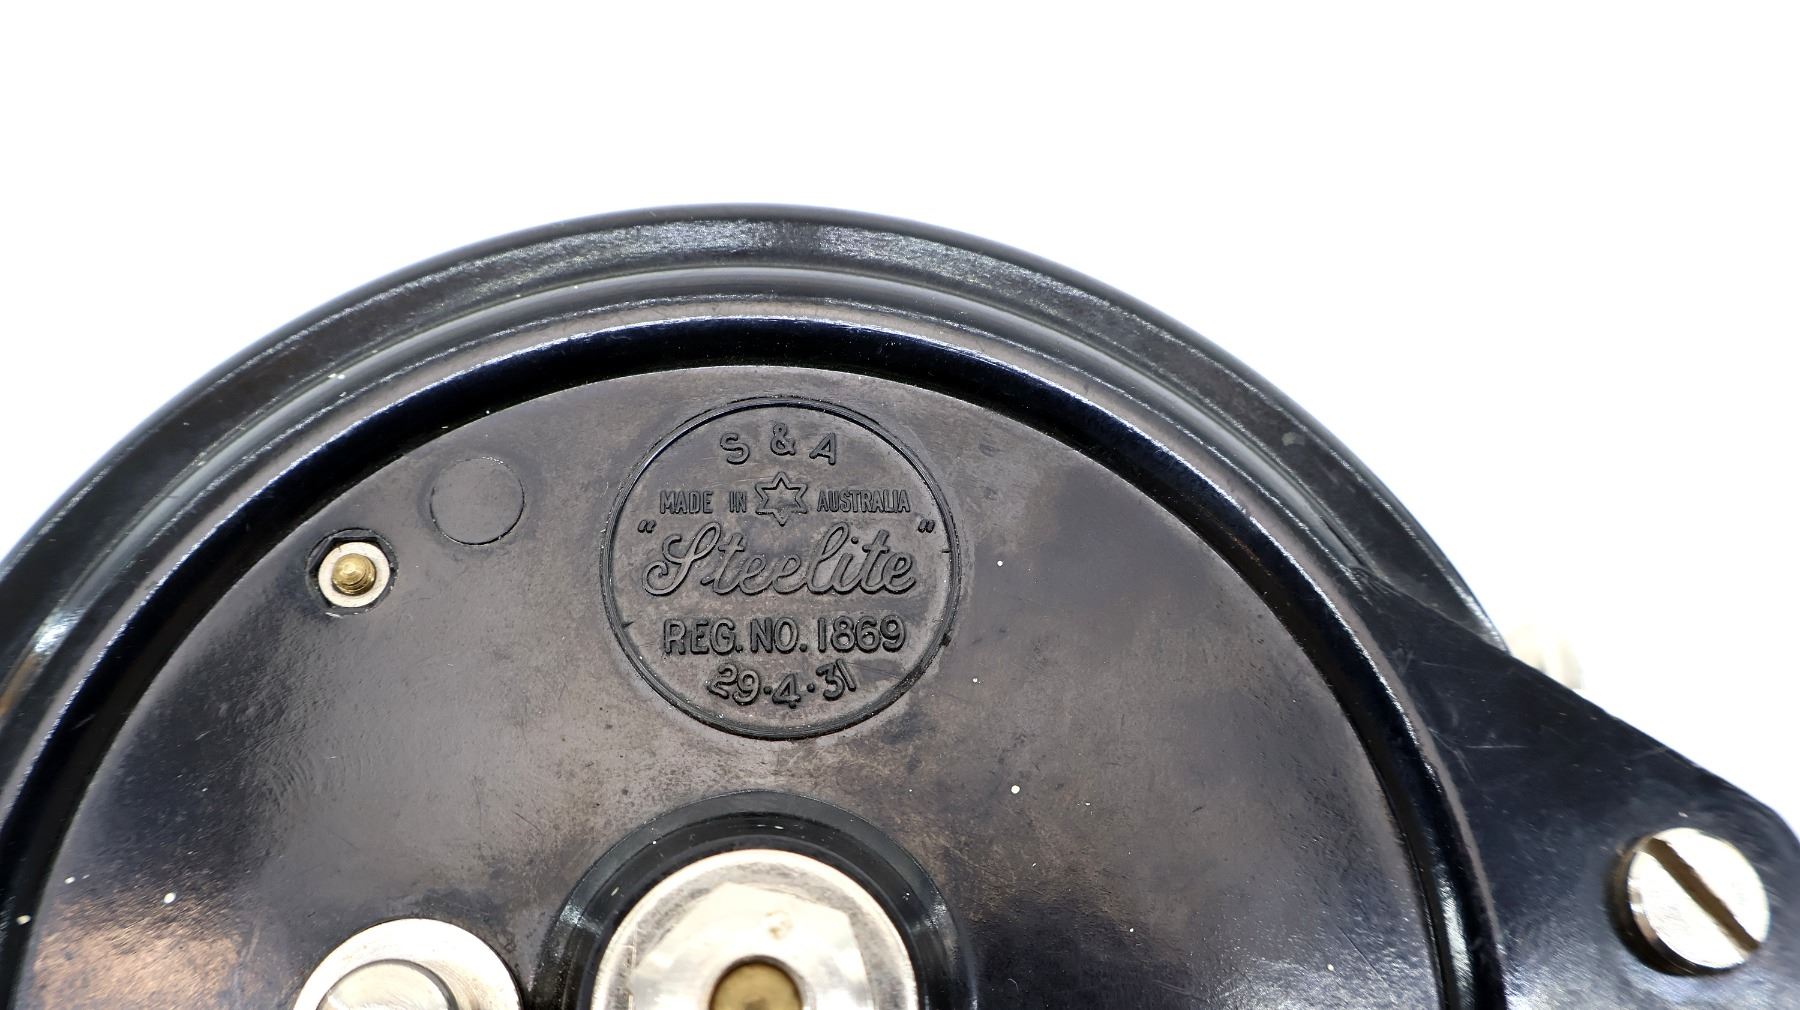 S & A
MADE IN AUSTRALIA
"Steelite"
REG. NO. 1869
29·4·31